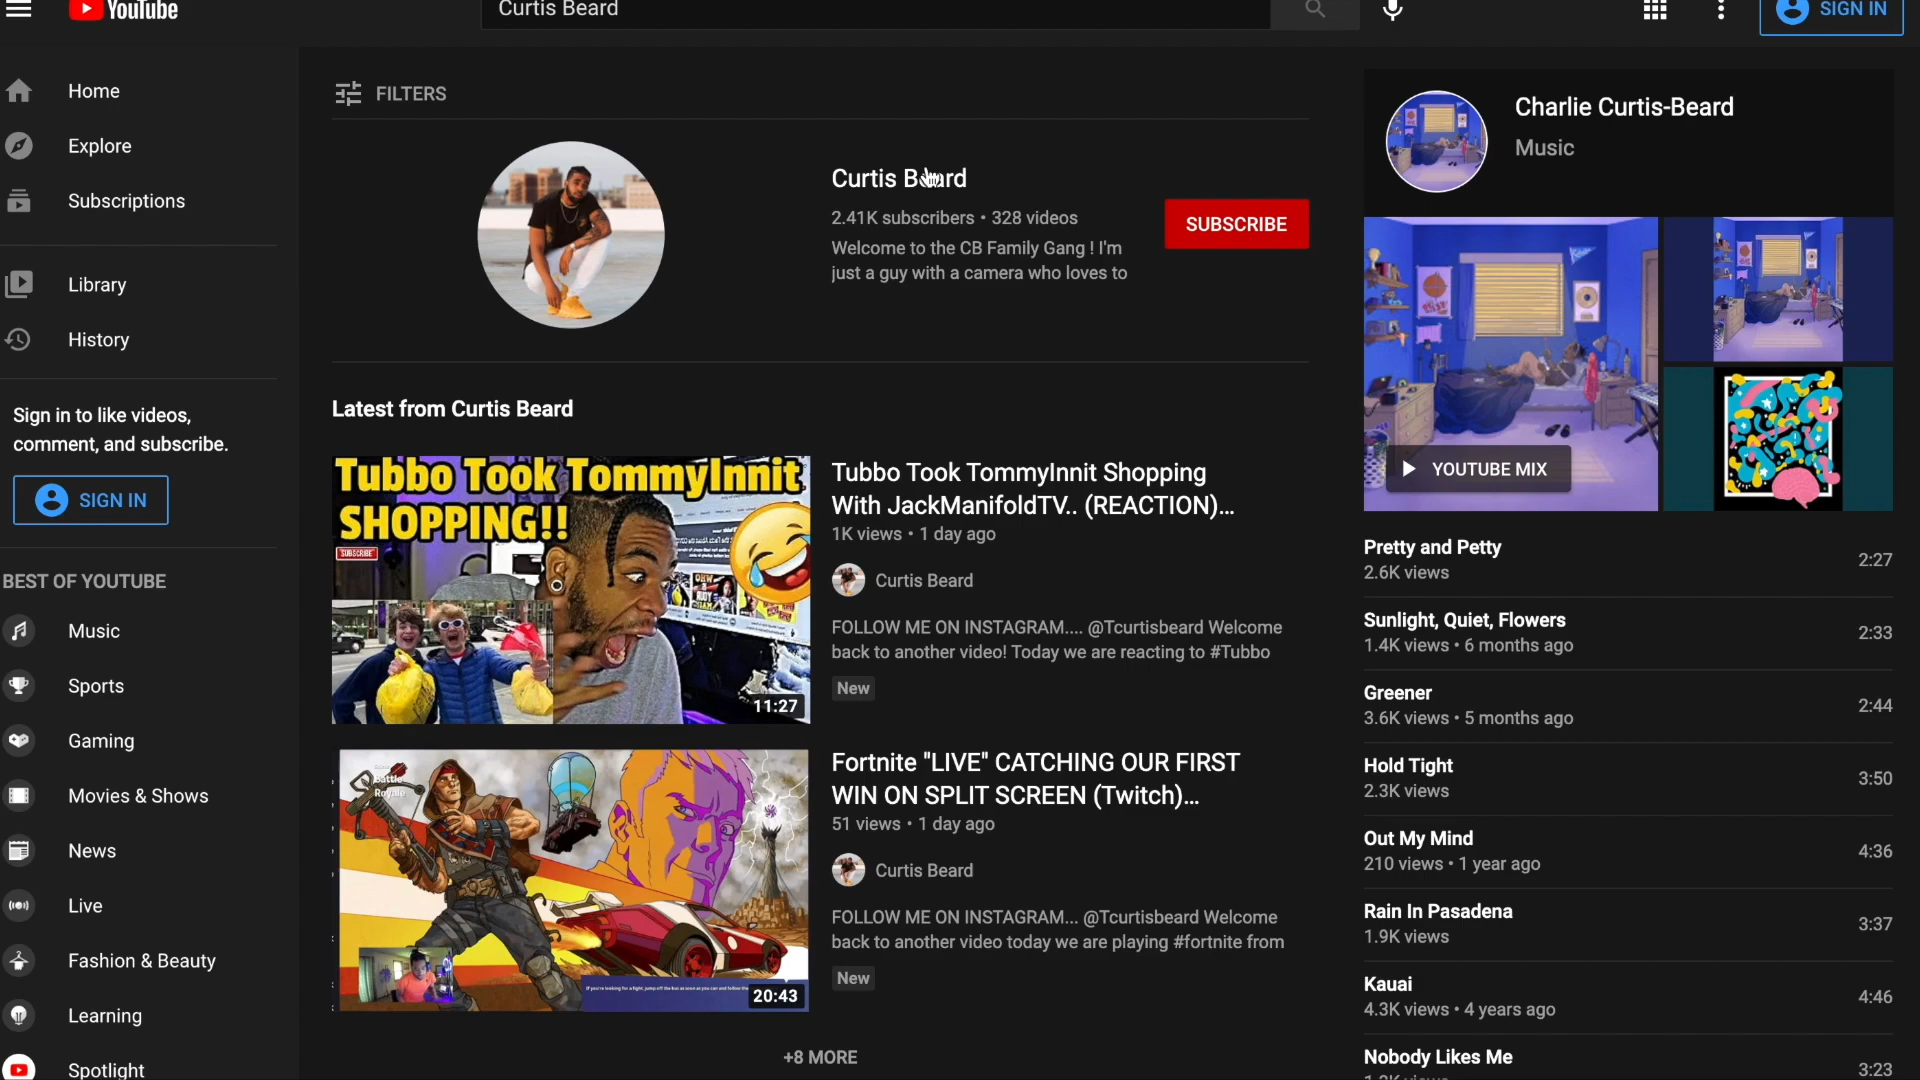 YouTube
Curtis Beard
SIGN IN
Home
Explore
Subscriptions
Library
History
Sign in to like videos,
comment, and subscribe.
SIGN IN
BEST OF YOUTUBE
Music
Sports
Gaming
Movies & Shows
News
Live
Fashion & Beauty
Learning
Spotlight
FILTERS
Curtis Beard
2.41K subscribers • 328 videos
Welcome to the CB Family Gang ! I'm
just a guy with a camera who loves to
SUBSCRIBE
Latest from Curtis Beard
Tubbo Took TommyInnit
SHOPPING!!
SUBSCRIBE
11:27
Tubbo Took TommyInnit Shopping
With JackManifoldTV.. (REACTION)...
1K views • 1 day ago
Curtis Beard
FOLLOW ME ON INSTAGRAM.... @Tcurtisbeard Welcome
back to another video! Today we are reacting to #Tubbo
New
Battle
Royale
20:43
Fortnite "LIVE" CATCHING OUR FIRST
WIN ON SPLIT SCREEN (Twitch)...
51 views • 1 day ago
Curtis Beard
FOLLOW ME ON INSTAGRAM... @Tcurtisbeard Welcome
back to another video today we are playing #fortnite from
New
+8 MORE
Charlie Curtis-Beard
Music
YOUTUBE MIX
Pretty and Petty
2.6K views
2:27
Sunlight, Quiet, Flowers
1.4K views • 6 months ago
2:33
Greener
3.6K views • 5 months ago
2:44
Hold Tight
2.3K views
3:50
Out My Mind
210 views • 1 year ago
4:36
Rain In Pasadena
1.9K views
3:37
Kauai
4.3K views • 4 years ago
4:46
Nobody Likes Me
3:23